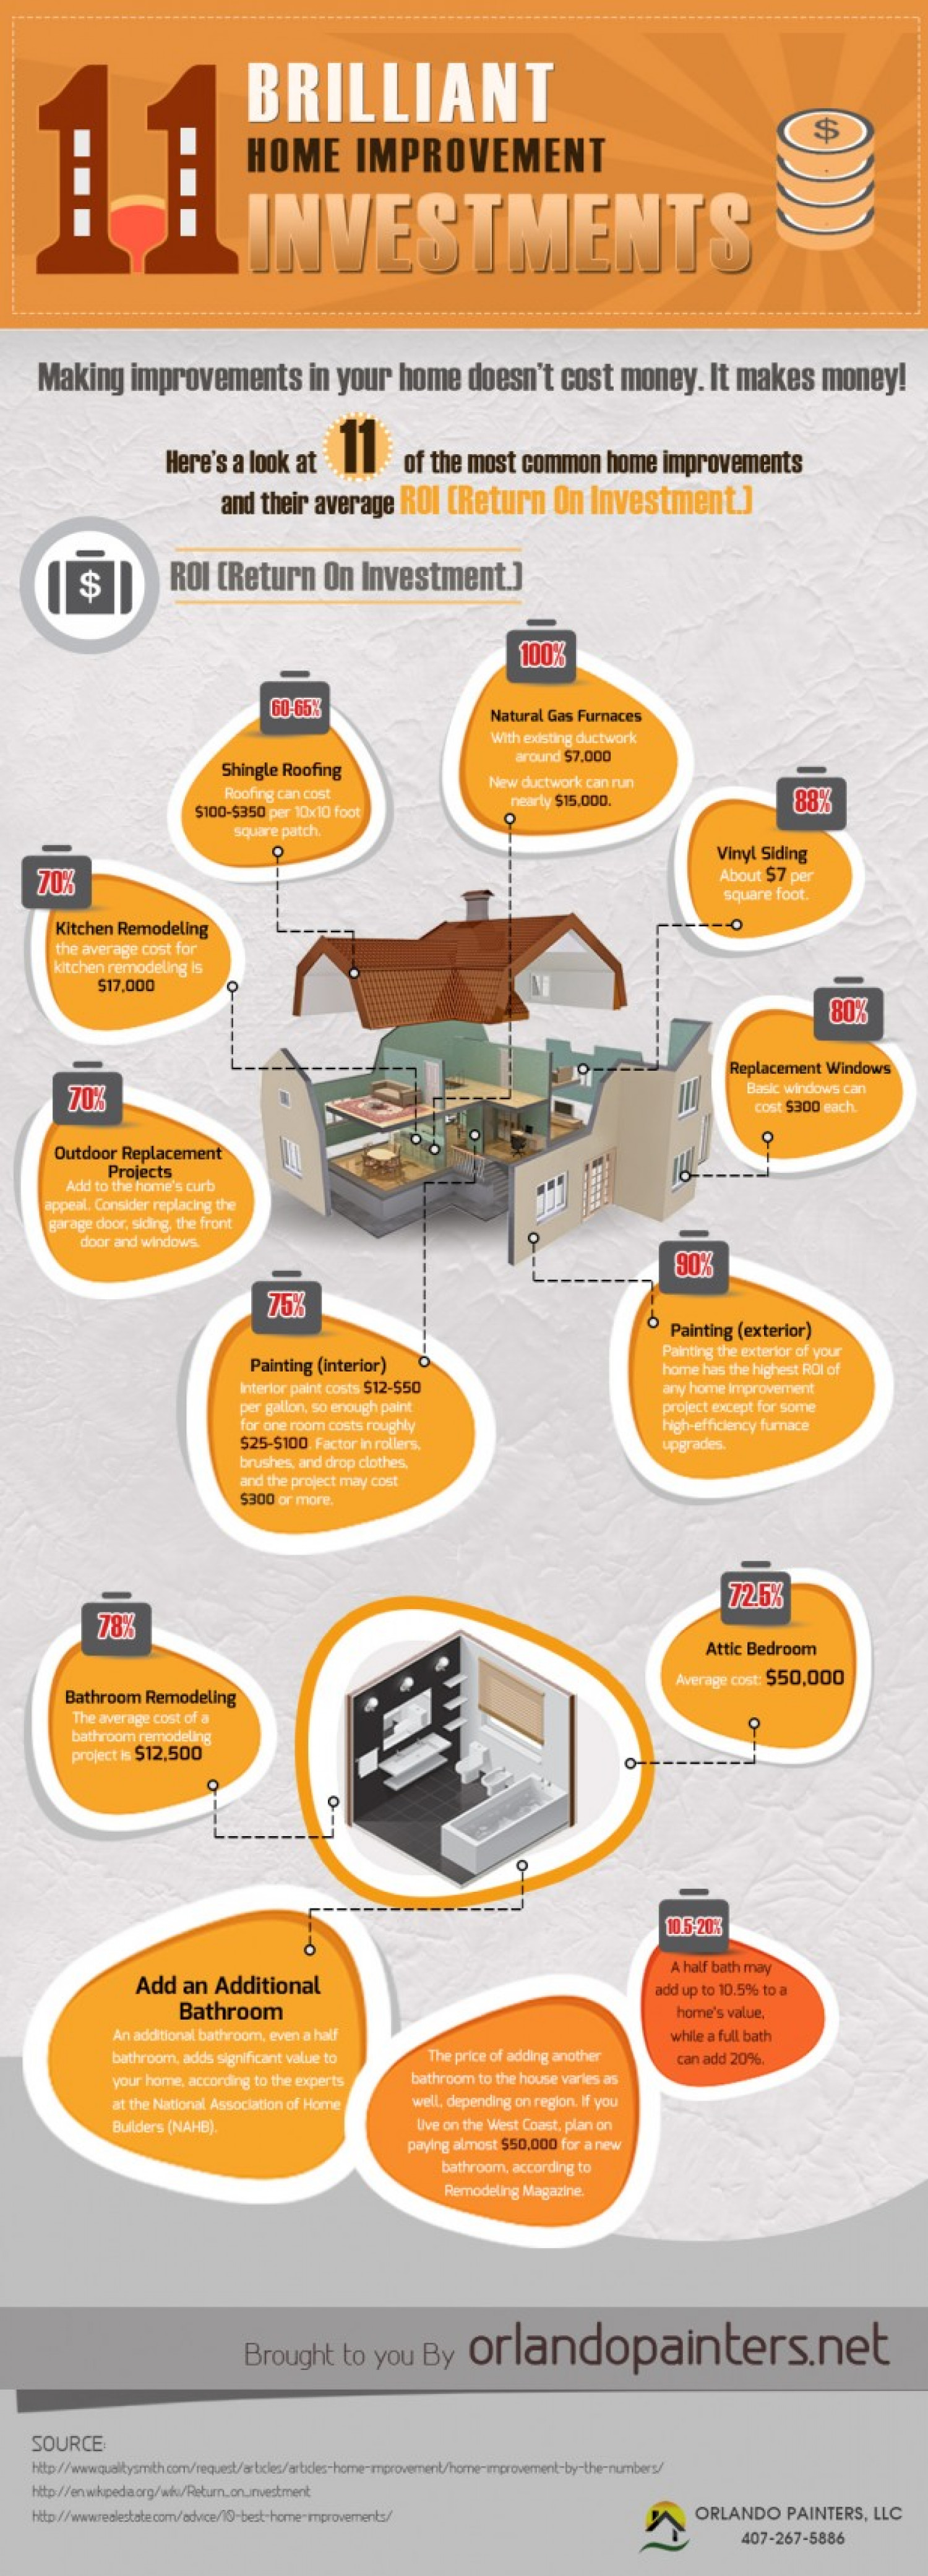 11
BRILLIANT
HOME IMPROVEMENT
INVESTMENTS
$
Making improvements in your home doesn't cost money. It makes money!
Here's a look at 11 of the most common home improvements
and their average ROI (Return On Investment.)
$
ROI (Return On Investment.)
100%
Natural Gas Furnaces
With existing ductwork
around $7,000
New ductwork can run
nearly $15,000.
60-65%
Shingle Roofing
Roofing can cost
$100-$350 per 10x10 foot
square patch.
88%
Vinyl Siding
About $7 per
square foot.
70%
Kitchen Remodeling
the average cost for
kitchen remodeling is
$17,000
80%
Replacement Windows
Basic windows can
cost $300 each.
70%
Outdoor Replacement
Projects
Add to the home's curb
appeal. Consider replacing the
garage door, siding, the front
door and windows.
90%
Painting (exterior)
Painting the exterior of your
home has the highest ROI of
any home improvement
project except for some
high-efficiency furnace
upgrades.
75%
Painting (interior)
Interior paint costs $12-$50
per gallon, so enough paint
for one room costs roughly
$25-$100. Factor in rollers,
brushes, and drop clothes,
and the project may cost
$300 or more.
72.5%
Attic Bedroom
Average cost: $50,000
78%
Bathroom Remodeling
The average cost of a
bathroom remodeling
project is $12,500
Add an Additional
Bathroom
An additional bathroom, even a half
bathroom, adds significant value to
your home, according to the experts
at the National Association of Home
Builders (NAHB).
10.5-20%
A half bath may
add up to 10.5% to a
home's value,
while a full bath
can add 20%.
The price of adding another
bathroom to the house varies as
well, depending on region. If you
live on the West Coast, plan on
paying almost $50,000 for a new
bathroom, according to
Remodeling Magazine.
Brought to you By orlandopainters.net
SOURCE:
http://www.qualitysmith.com/request/articles/articles-home-improvement/home-improvement-by-the-numbers/
http://en.wikipedia.org/wiki/Return_on_investment
http://www.realestate.com/advice/10-best-home-improvements/
ORLANDO PAINTERS, LLC
407-267-5886